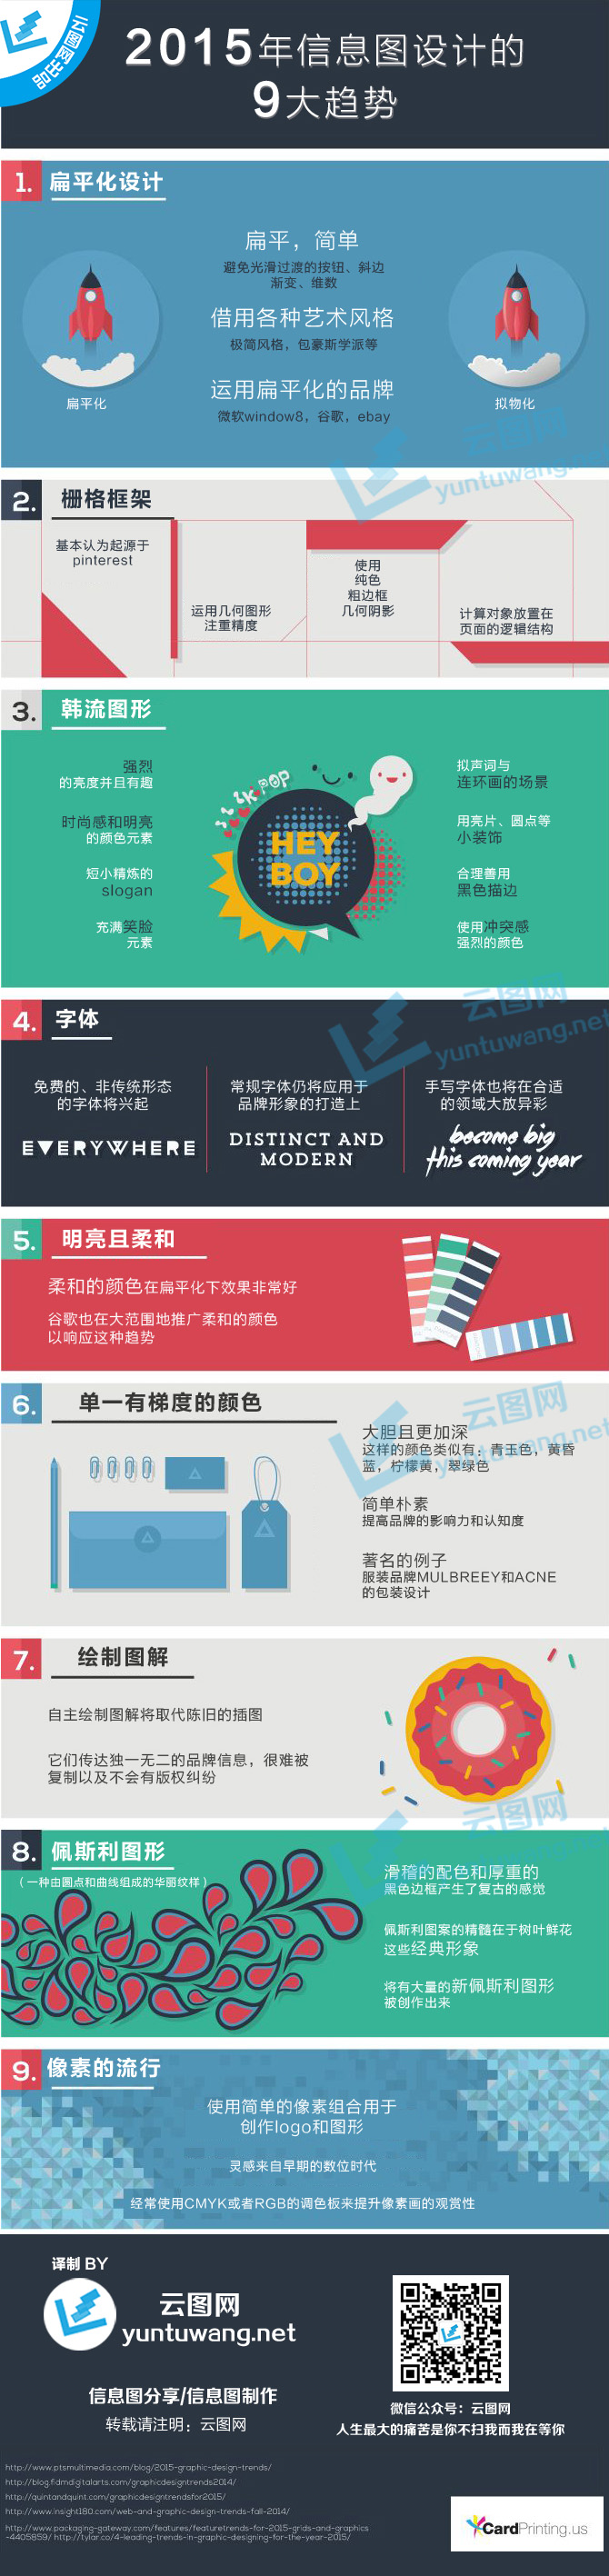 云图网出品
2015年信息图设计的
9大趋势
1. 扁平化设计
扁平，简单
避免光滑过渡的按钮、斜边
渐变、维数
借用各种艺术风格
极简风格，包豪斯学派等
运用扁平化的品牌
微软window8，谷歌，ebay
扁平化
拟物化
云图网
yuntuwang.net
2. 栅格框架
基本认为起源于
pinterest
运用几何图形
注重精度
使用
纯色
粗边框
几何阴影
计算对象放置在
页面的逻辑结构
3. 韩流图形
强烈
的亮度并且有趣
时尚感和明亮
的颜色元素
短小精炼的
slogan
充满笑脸
元素
KPOP
HEY
BOY
拟声词与
连环画的场景
用亮片、圆点等
小装饰
合理善用
黑色描边
使用冲突感
强烈的颜色
云图网
yuntuwang.net
4. 字体
免费的、非传统形态
的字体将兴起
EVERYWHERE
常规字体仍将应用于
品牌形象的打造上
DISTINCT AND
MODERN
手写字体也将在合适
的领域大放异彩
become big
this coming year
5. 明亮且柔和
柔和的颜色在扁平化下效果非常好
谷歌也在大范围地推广柔和的颜色
以响应这种趋势
6. 单一有梯度的颜色
大胆且更加深
这样的颜色类似有：青玉色，黄昏
蓝，柠檬黄，翠绿色
简单朴素
提高品牌的影响力和认知度
著名的例子
服装品牌MULBREEY和ACNE
的包装设计
云图网
7. 绘制图解
自主绘制图解将取代陈旧的插图
它们传达独一无二的品牌信息，很难被
复制以及不会有版权纠纷
云图网
8. 佩斯利图形
（一种由圆点和曲线组成的华丽纹样）
滑稽的配色和厚重的
黑色边框产生了复古的感觉
佩斯利图案的精髓在于树叶鲜花
这些经典形象
将有大量的新佩斯利图形
被创作出来
9. 像素的流行
使用简单的像素组合用于
创作logo和图形
灵感来自早期的数位时代
经常使用CMYK或者RGB的调色板来提升像素画的观赏性
译制 BY
云图网
yuntuwang.net
信息图分享/信息图制作
转载请注明：云图网
微信公众号：云图网
人生最大的痛苦是你不扫我而我在等你
http://www.ptsmultimedia.com/blog/2015-graphic-design-trends/
http://blog.fidmdigitalarts.com/graphicdesigntrends2014/
http://quintandquint.com/graphicdesigntrendsfor2015/
http://www.insight180.com/web-and-graphic-design-trends-fall-2014/
http://www.packaging-gateway.com/features/featuretrends-for-2015-grids-and-graphics
-4405859/ http://tylar.co/4-leading-trends-in-graphic-designing-for-the-year-2015/
CardPrinting.us